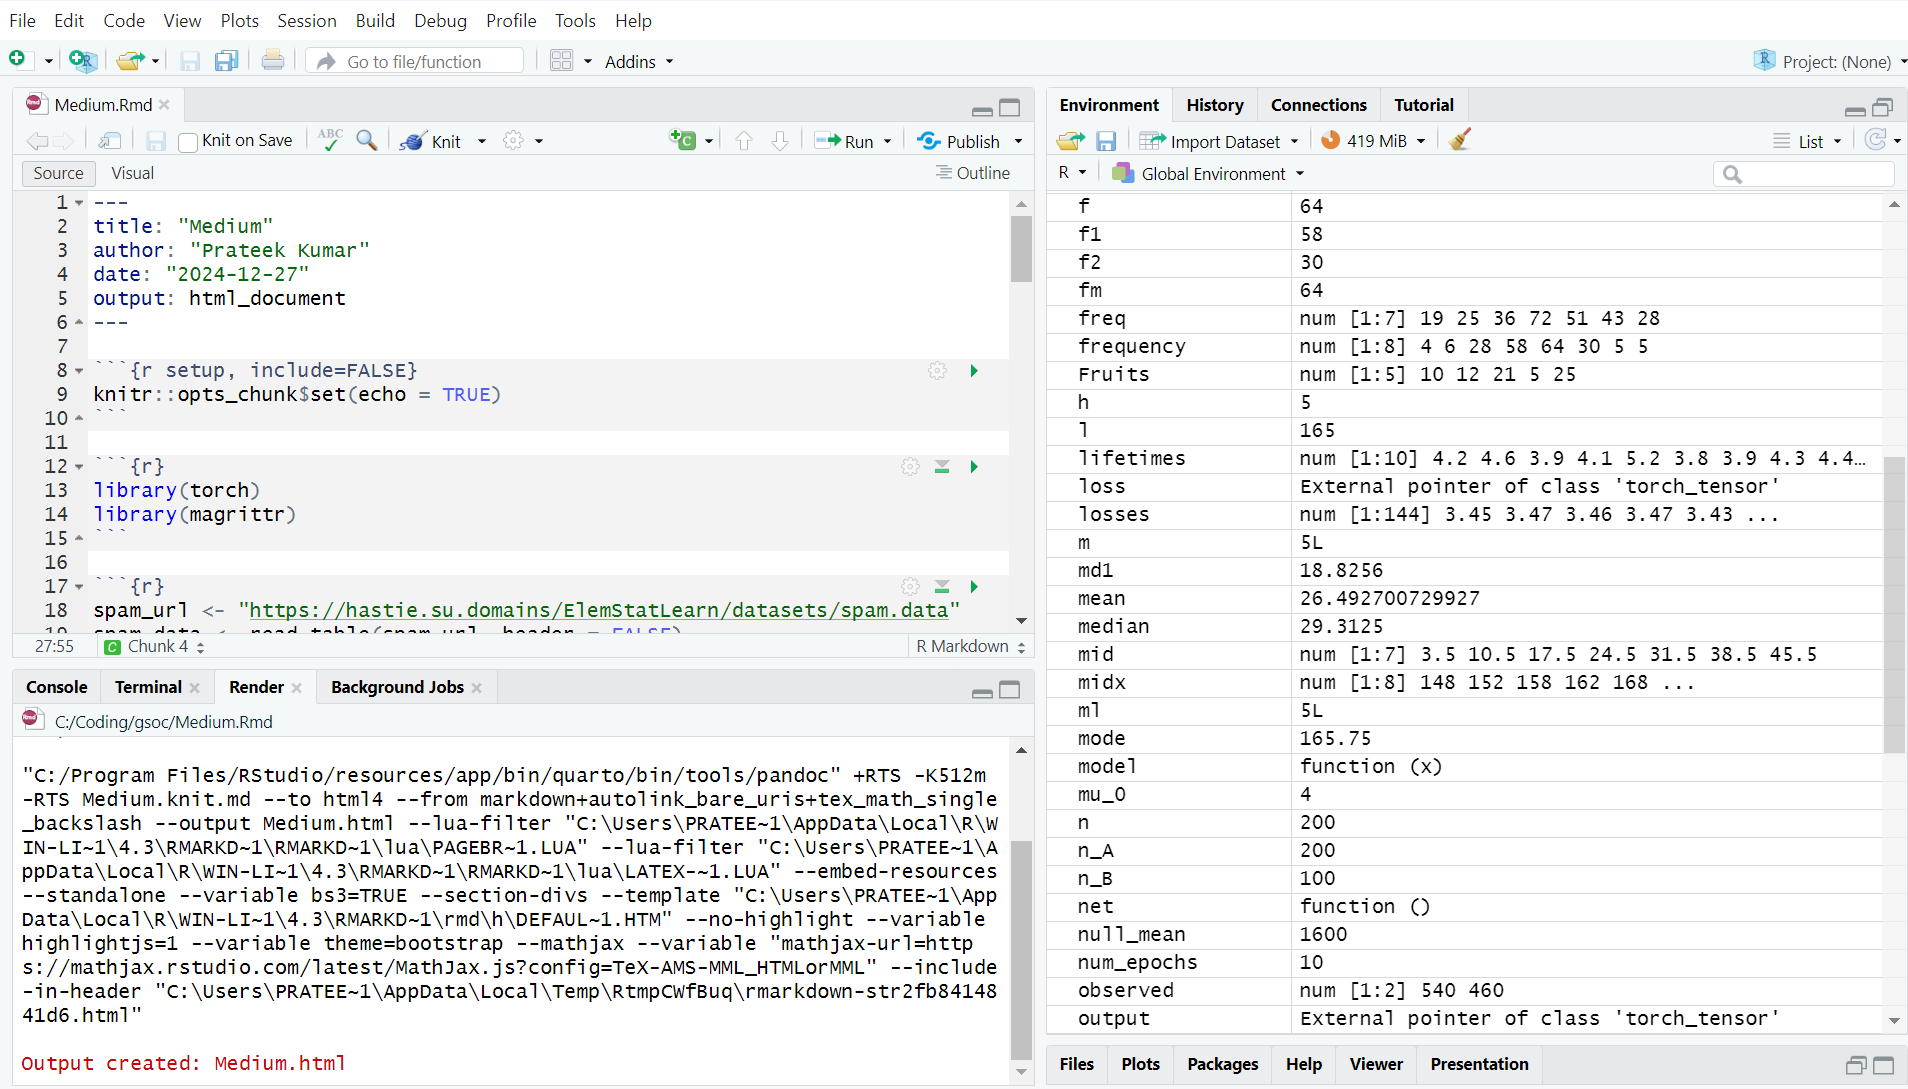 File Edit Code View Plots Session Build Debug Profile Tools Help
Go to file/function Addins Project: (None)
Medium.Rmd
Knit on Save ABC Knit Run Publish
Source Visual Outline
1 ---
2 title: "Medium"
3 author: "Prateek Kumar"
4 date: "2024-12-27"
5 output: html_document
6 ---
7
8 ```{r setup, include=FALSE}
9 knitr::opts_chunk$set(echo = TRUE)
10 ```
11
12 ```{r}
13 library(torch)
14 library(magrittr)
15 ```
16
17 ```{r}
18 spam_url <- "https://hastie.su.domains/ElemStatLearn/datasets/spam.data"
27:55 C Chunk 4 R Markdown
Console Terminal Render Background Jobs
C:/Coding/gsoc/Medium.Rmd
"C:/Program Files/RStudio/resources/app/bin/quarto/bin/tools/pandoc" +RTS -K512m
-RTS Medium.knit.md --to html4 --from markdown+autolink_bare_uris+tex_math_single
_backslash --output Medium.html --lua-filter "C:\Users\PRATEE~1\AppData\Local\R\W
IN-LI~1\4.3\RMARKD~1\RMARKD~1\lua\PAGEBR~1.LUA" --lua-filter "C:\Users\PRATEE~1\A
ppData\Local\R\WIN-LI~1\4.3\RMARKD~1\RMARKD~1\lua\LATEX-~1.LUA" --embed-resources
--standalone --variable bs3=TRUE --section-divs --template "C:\Users\PRATEE~1\App
Data\Local\R\WIN-LI~1\4.3\RMARKD~1\rmd\h\DEFAUL~1.HTM" --no-highlight --variable
highlightjs=1 --variable theme=bootstrap --mathjax --variable "mathjax-url=http
s://mathjax.rstudio.com/latest/MathJax.js?config=TeX-AMS-MML_HTMLorMML" --include
-in-header "C:\Users\PRATEE~1\AppData\Local\Temp\RtmpCWfBuq\rmarkdown-str2fb84148
41d6.html"
Output created: Medium.html
Environment History Connections Tutorial
Import Dataset 419 MiB List
R Global Environment
f 64
f1 58
f2 30
fm 64
freq num [1:7] 19 25 36 72 51 43 28
frequency num [1:8] 4 6 28 58 64 30 5 5
Fruits num [1:5] 10 12 21 5 25
h 5
l 165
lifetimes num [1:10] 4.2 4.6 3.9 4.1 5.2 3.8 3.9 4.3 4.4…
loss External pointer of class 'torch_tensor'
losses num [1:144] 3.45 3.47 3.46 3.47 3.43 ...
m 5L
md1 18.8256
mean 26.492700729927
median 29.3125
mid num [1:7] 3.5 10.5 17.5 24.5 31.5 38.5 45.5
midx num [1:8] 148 152 158 162 168 ...
ml 5L
mode 165.75
model function (x)
mu_0 4
n 200
n_A 200
n_B 100
net function ()
null_mean 1600
num_epochs 10
observed num [1:2] 540 460
output External pointer of class 'torch_tensor'
Files Plots Packages Help Viewer Presentation